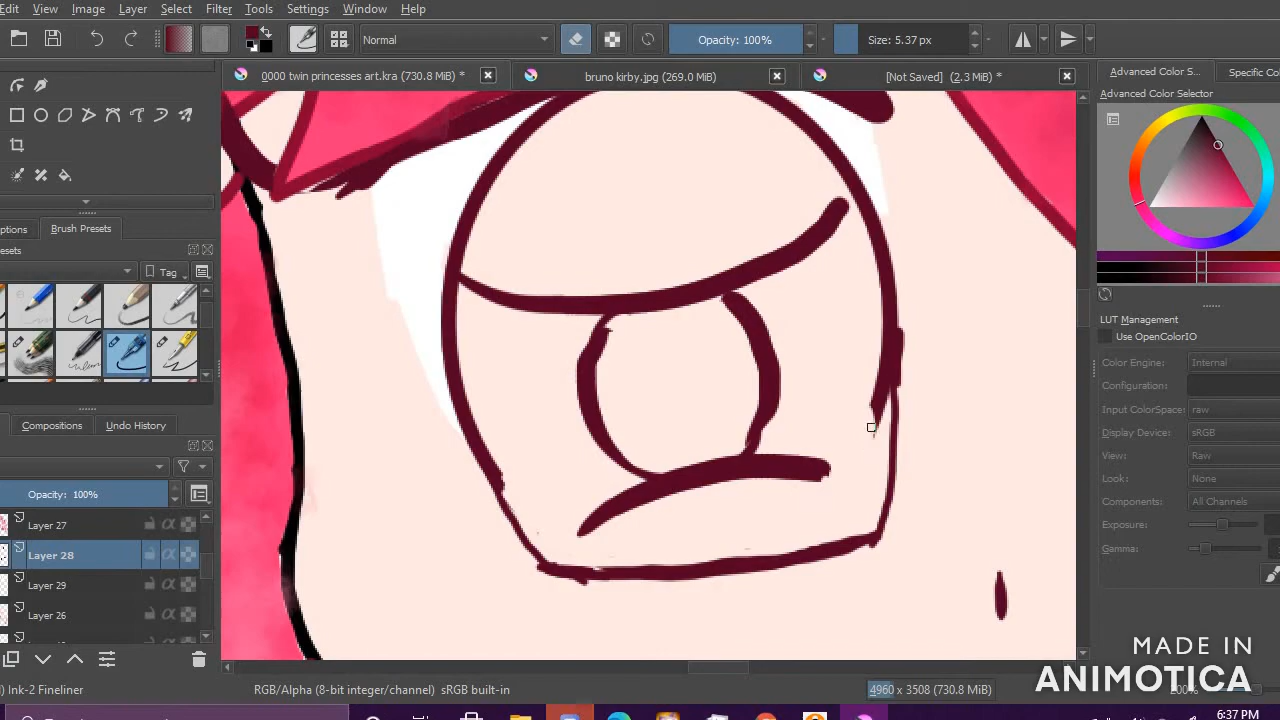 t Layer Select Filter Tools Settings Window Help
Normal Opacity: 100% Size: 5.37 px
0000 twin princesses art.kra (730.8 MiB) * bruno kirby.jpg (269.0 MiB) [Not Saved] (2.3 MiB) * Advanced Color S... Specific Co
Advanced Color Selector
ptions Brush Presets
esets
Tag
LUT Management
Use OpenColorIO
Color Engine: Internal
Configuration:
Input ColorSpace: raw
Display Device: sRGB
Compositions Undo History
View: Raw
Look: None
Opacity: 100%
Components: All Channels
Layer 27
Exposure:
Gamma:
Layer 28
Layer 29
Layer 26
MADE IN
ANIMOTICA
) Ink-2 Fineliner RGB/Alpha (8-bit integer/channel) sRGB built-in 4960 x 3508 (730.8 MiB) 200%
6:37 PM